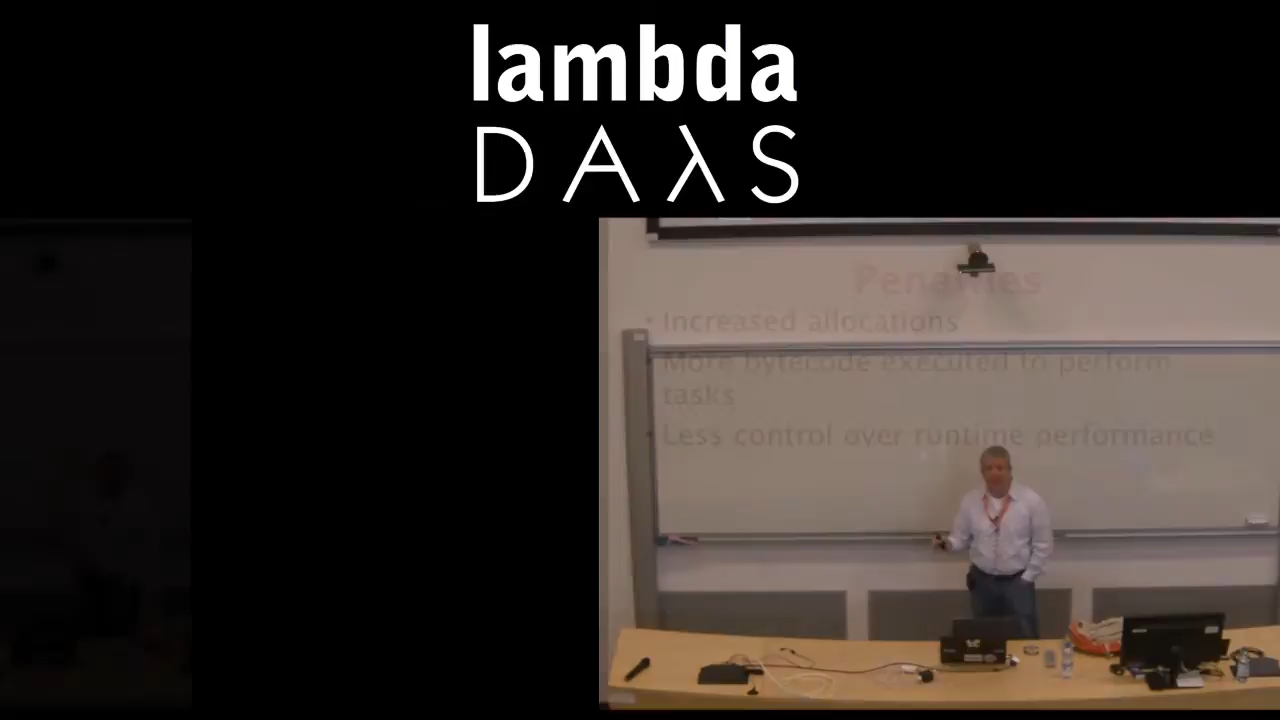 lambda
DAλS
Penalties
• Increased allocations
• More bytecode executed to perform
tasks
• Less control over runtime performance